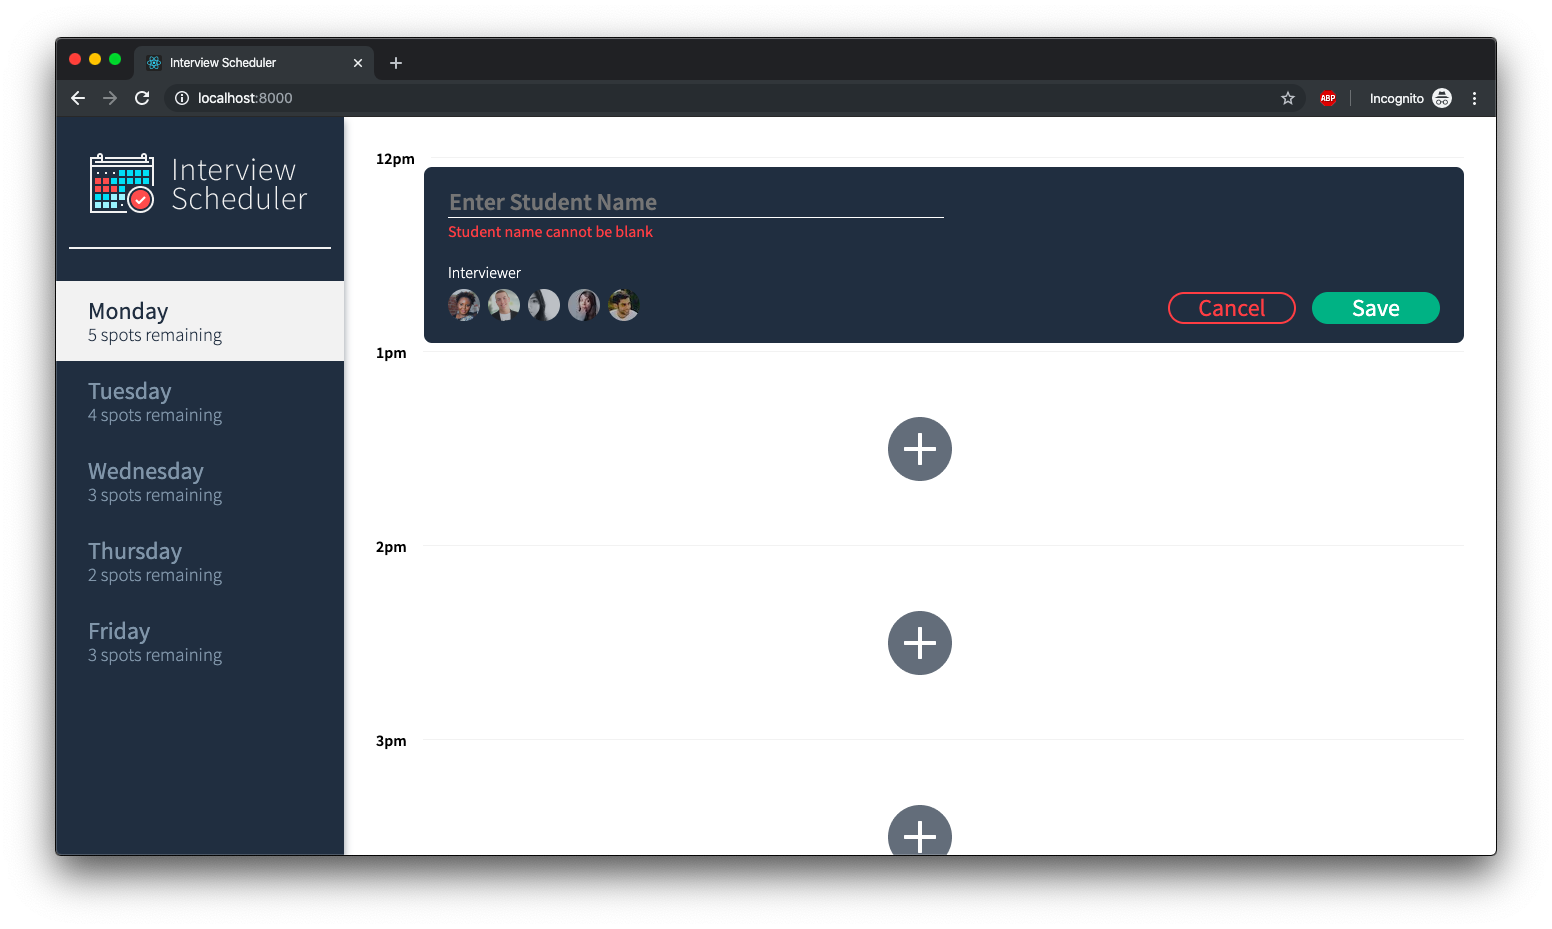 Interview Scheduler
localhost:8000
ABP
Incognito
Interview
Scheduler
Monday
5 spots remaining
Tuesday
4 spots remaining
Wednesday
3 spots remaining
Thursday
2 spots remaining
Friday
3 spots remaining
12pm
Enter Student Name
Student name cannot be blank
Interviewer
Cancel
Save
1pm
2pm
3pm